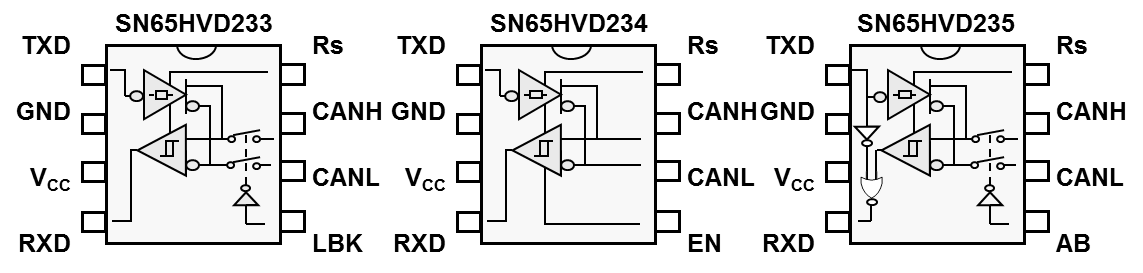 SN65HVD233 SN65HVD234 SN65HVD235
TXD Rs TXD Rs TXD Rs
GND CANH GND CANH GND CANH
VCC CANL VCC CANL VCC CANL
RXD LBK RXD EN RXD AB